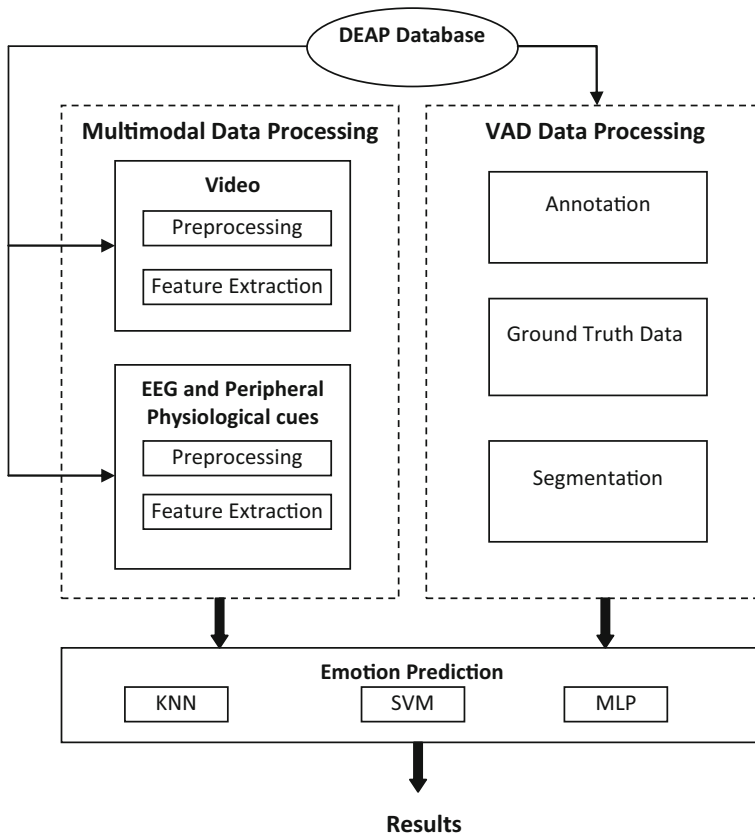 DEAP Database
Multimodal Data Processing
Video
Preprocessing
Feature Extraction
EEG and Peripheral
Physiological cues
Preprocessing
Feature Extraction
VAD Data Processing
Annotation
Ground Truth Data
Segmentation
Emotion Prediction
KNN
SVM
MLP
Results